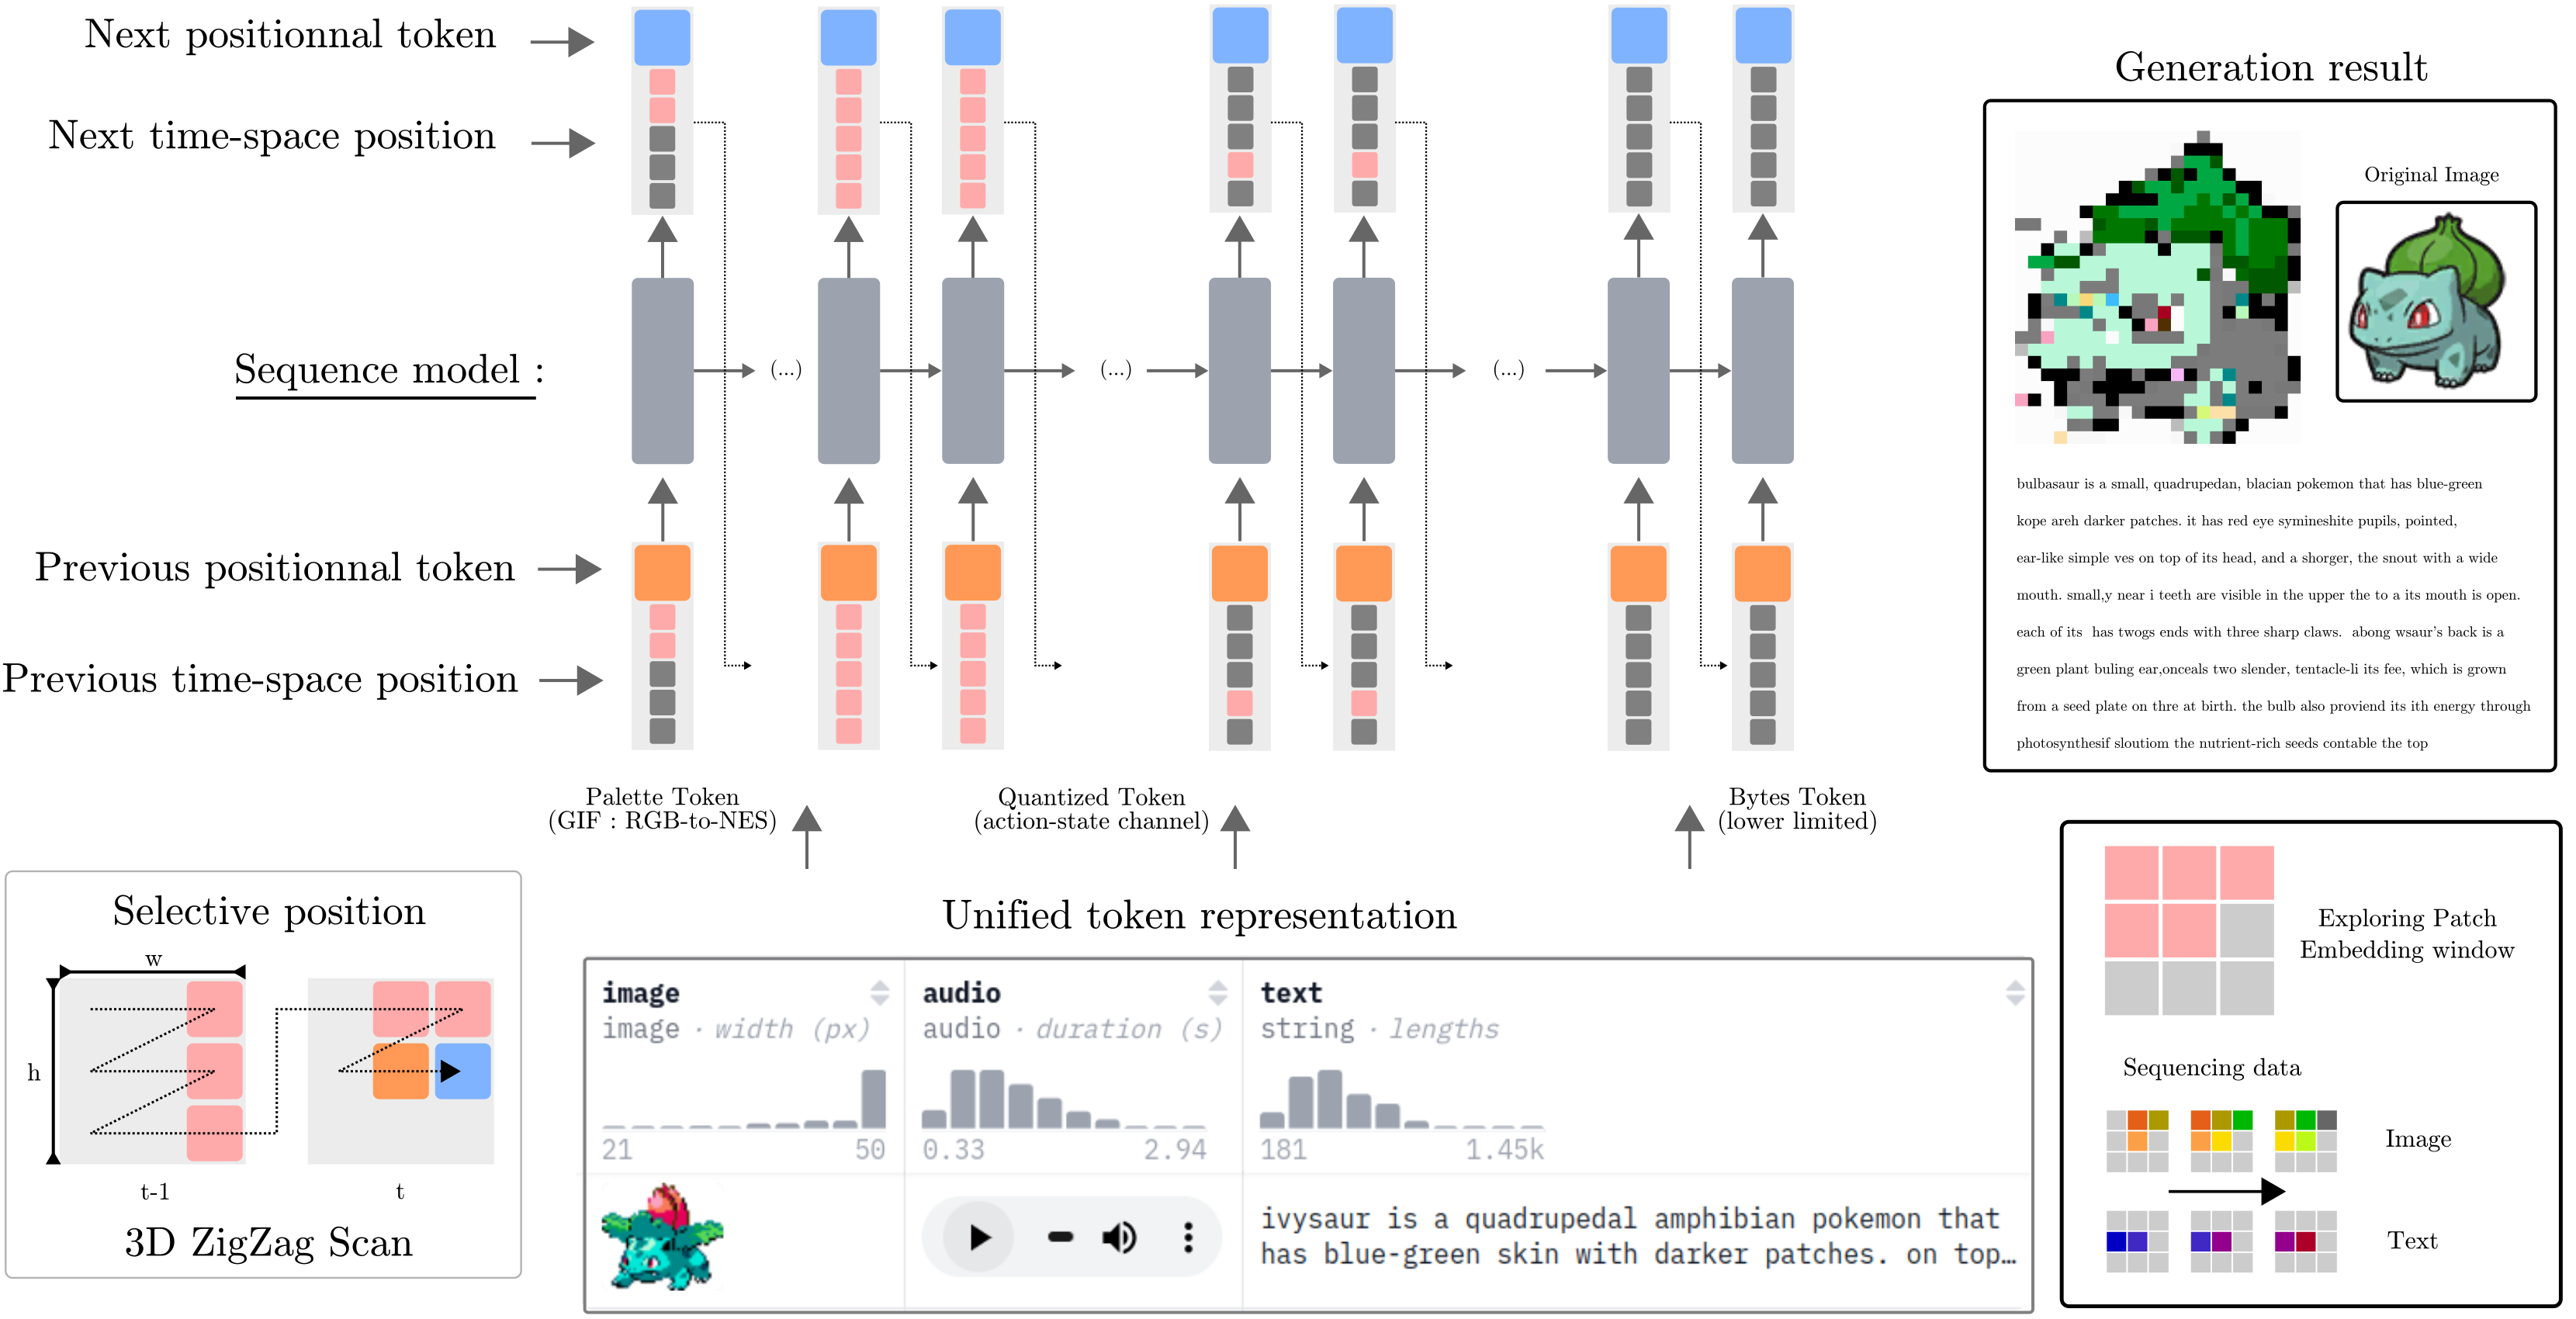 Next positionnal token
Next time-space position
Sequence model :
(...)
(...)
(...)
Previous positionnal token
Previous time-space position
Palette Token
(GIF : RGB-to-NES)
Quantized Token
(action-state channel)
Bytes Token
(lower limited)
Generation result
Original Image
bulbasaur is a small, quadrupedan, blacian pokemon that has blue-green
kope areh darker patches. it has red eye symineshite pupils, pointed,
ear-like simple ves on top of its head, and a shorger, the snout with a wide
mouth. small,y near i teeth are visible in the upper the to a its mouth is open.
each of its  has twogs ends with three sharp claws.  abong wsaur's back is a
green plant buling ear,onceals two slender, tentacle-li its fee, which is grown
from a seed plate on thre at birth. the bulb also proviend its ith energy through
photosynthesif sloutiom the nutrient-rich seeds contable the top
Selective position
w
h
t-1
t
3D ZigZag Scan
Unified token representation
image
image · width (px)
21
50
audio
audio · duration (s)
0.33
2.94
text
string · lengths
181
1.45k
ivysaur is a quadrupedal amphibian pokemon that
has blue-green skin with darker patches. on top…
Exploring Patch
Embedding window
Sequencing data
Image
Text